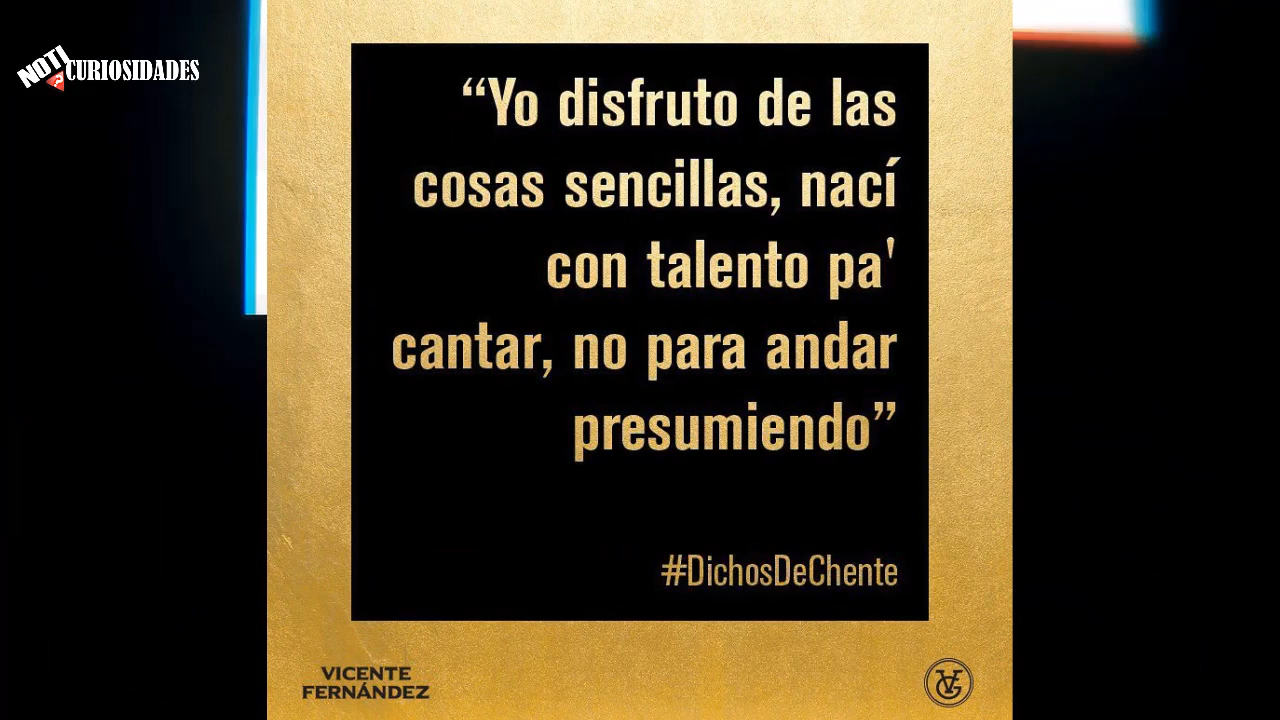 NOTI
CURIOSIDADES
“Yo disfruto de las
cosas sencillas, nací
con talento pa'
cantar, no para andar
presumiendo”
#DichosDeChente
VICENTE
FERNÁNDEZ